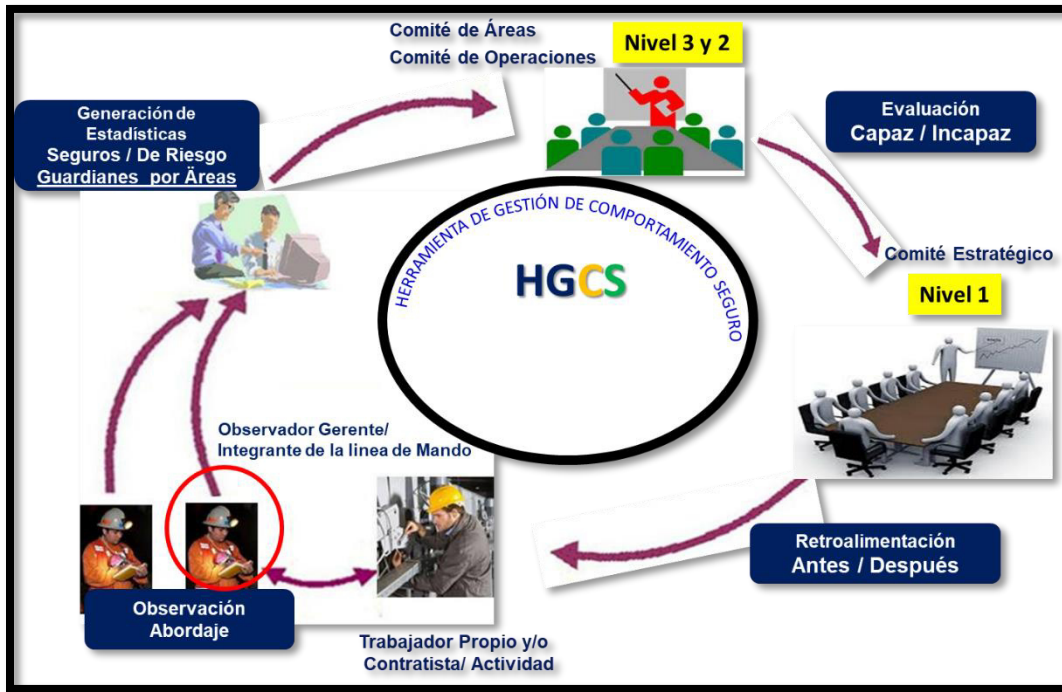 Comité de Áreas
Comité de Operaciones
Nivel 3 y 2
Generación de
Estadísticas
Seguros / De Riesgo
Guardianes por Äreas
Evaluación
Capaz / Incapaz
HERRAMIENTA DE GESTIÓN DE COMPORTAMIENTO SEGURO
HGCS
Comité Estratégico
Nivel 1
Observador Gerente/
Integrante de la linea de Mando
Retroalimentación
Antes / Después
Observación
Abordaje
Trabajador Propio y/o
Contratista/ Actividad